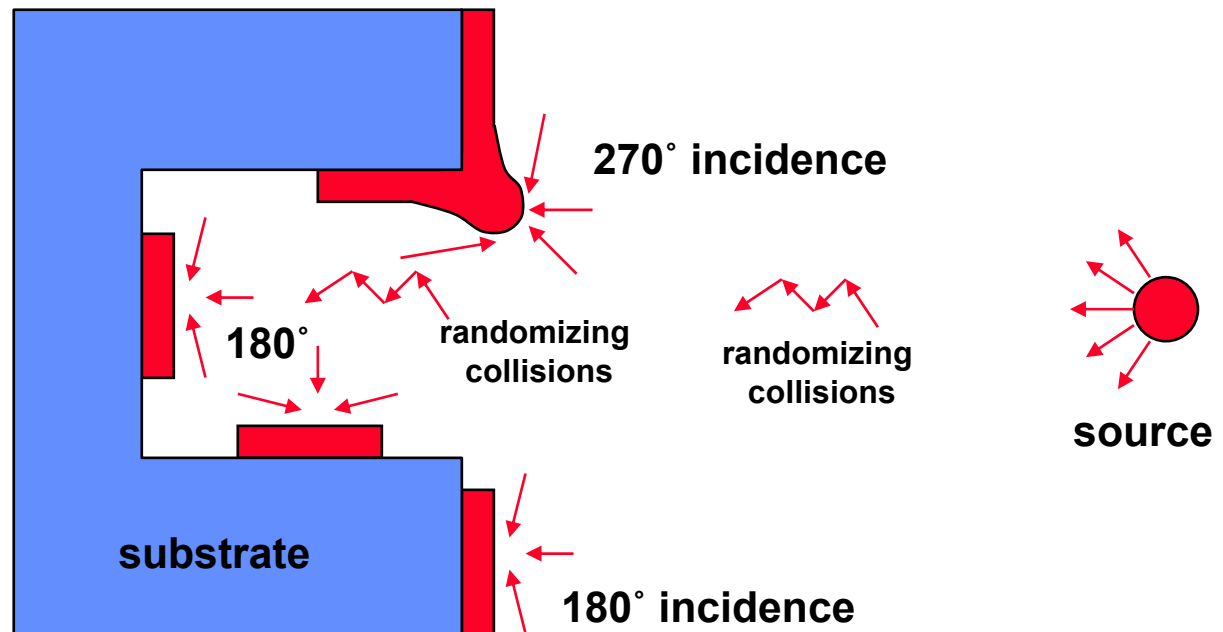 270˚ incidence
180˚
randomizing
collisions
randomizing
collisions
source
substrate
180˚ incidence